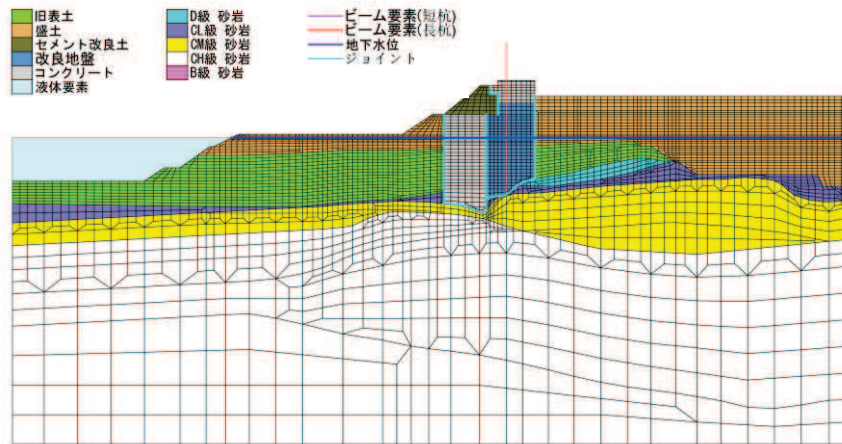 旧表土
盛土
セメント改良土
改良地盤
コンクリート
液体要素
D級 砂岩
CL級 砂岩
CM級 砂岩
CH級 砂岩
B級 砂岩
ビーム要素(短杭)
ビーム要素(長杭)
地下水位
ジョイント